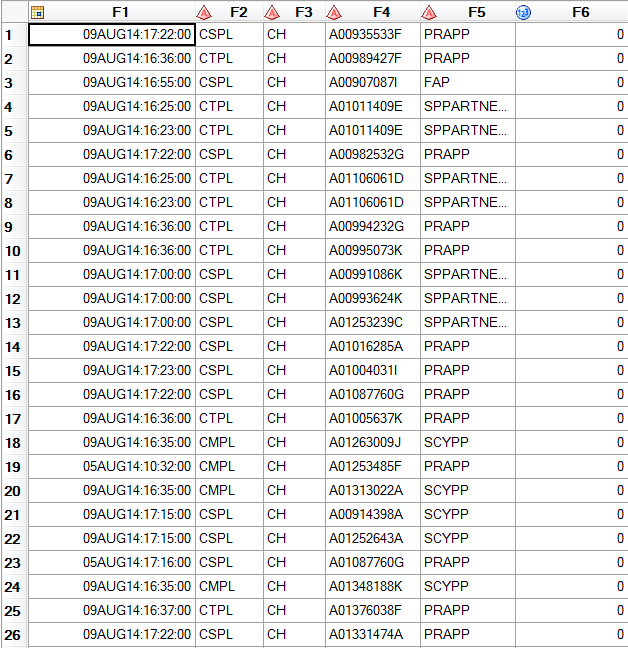 F1 F2 F3 F4 F5 123 F6
1 09AUG14:17:22:00 CSPL CH A00935533F PRAPP 0
2 09AUG14:16:36:00 CTPL CH A00989427F PRAPP 0
3 09AUG14:16:55:00 CSPL CH A00907087I FAP 0
4 09AUG14:16:25:00 CTPL CH A01011409E SPPARTNE... 0
5 09AUG14:16:23:00 CTPL CH A01011409E SPPARTNE... 0
6 09AUG14:17:22:00 CSPL CH A00982532G PRAPP 0
7 09AUG14:16:25:00 CTPL CH A01106061D SPPARTNE... 0
8 09AUG14:16:23:00 CTPL CH A01106061D SPPARTNE... 0
9 09AUG14:16:36:00 CTPL CH A00994232G PRAPP 0
10 09AUG14:16:36:00 CTPL CH A00995073K PRAPP 0
11 09AUG14:17:00:00 CSPL CH A00991086K SPPARTNE... 0
12 09AUG14:17:00:00 CSPL CH A00993624K SPPARTNE... 0
13 09AUG14:17:00:00 CSPL CH A01253239C SPPARTNE... 0
14 09AUG14:17:22:00 CSPL CH A01016285A PRAPP 0
15 09AUG14:17:23:00 CSPL CH A01004031I PRAPP 0
16 09AUG14:17:22:00 CSPL CH A01087760G PRAPP 0
17 09AUG14:16:36:00 CTPL CH A01005637K PRAPP 0
18 09AUG14:16:35:00 CMPL CH A01263009J SCYPP 0
19 05AUG14:10:32:00 CMPL CH A01253485F PRAPP 0
20 09AUG14:16:35:00 CMPL CH A01313022A SCYPP 0
21 09AUG14:17:15:00 CSPL CH A00914398A SCYPP 0
22 09AUG14:17:15:00 CSPL CH A01252643A SCYPP 0
23 05AUG14:17:16:00 CSPL CH A01087760G PRAPP 0
24 09AUG14:16:35:00 CMPL CH A01348188K SCYPP 0
25 09AUG14:16:37:00 CTPL CH A01376038F PRAPP 0
26 09AUG14:17:22:00 CSPL CH A01331474A PRAPP 0